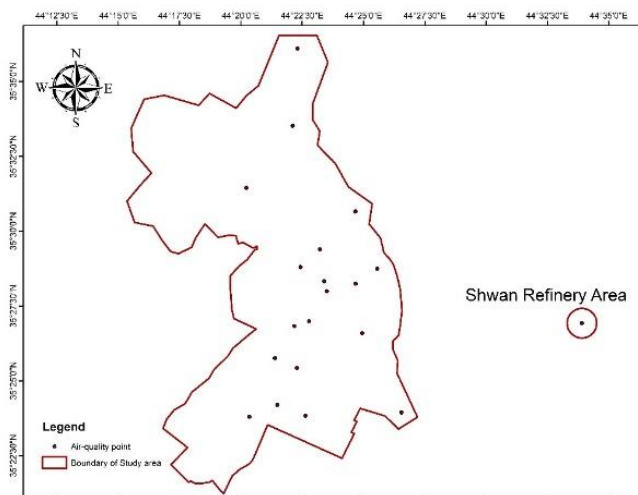 44°12'30"E 44°15'0"E 44°17'30"E 44°20'0"E 44°22'30"E 44°25'0"E 44°27'30"E 44°30'0"E 44°32'30"E 44°35'0"E
N
W E
S
35°35'0"N
35°32'30"N
35°30'0"N
35°27'30"N
35°25'0"N
35°22'30"N
Shwan Refinery Area
Legend
Air-quality point
Boundary of Study area